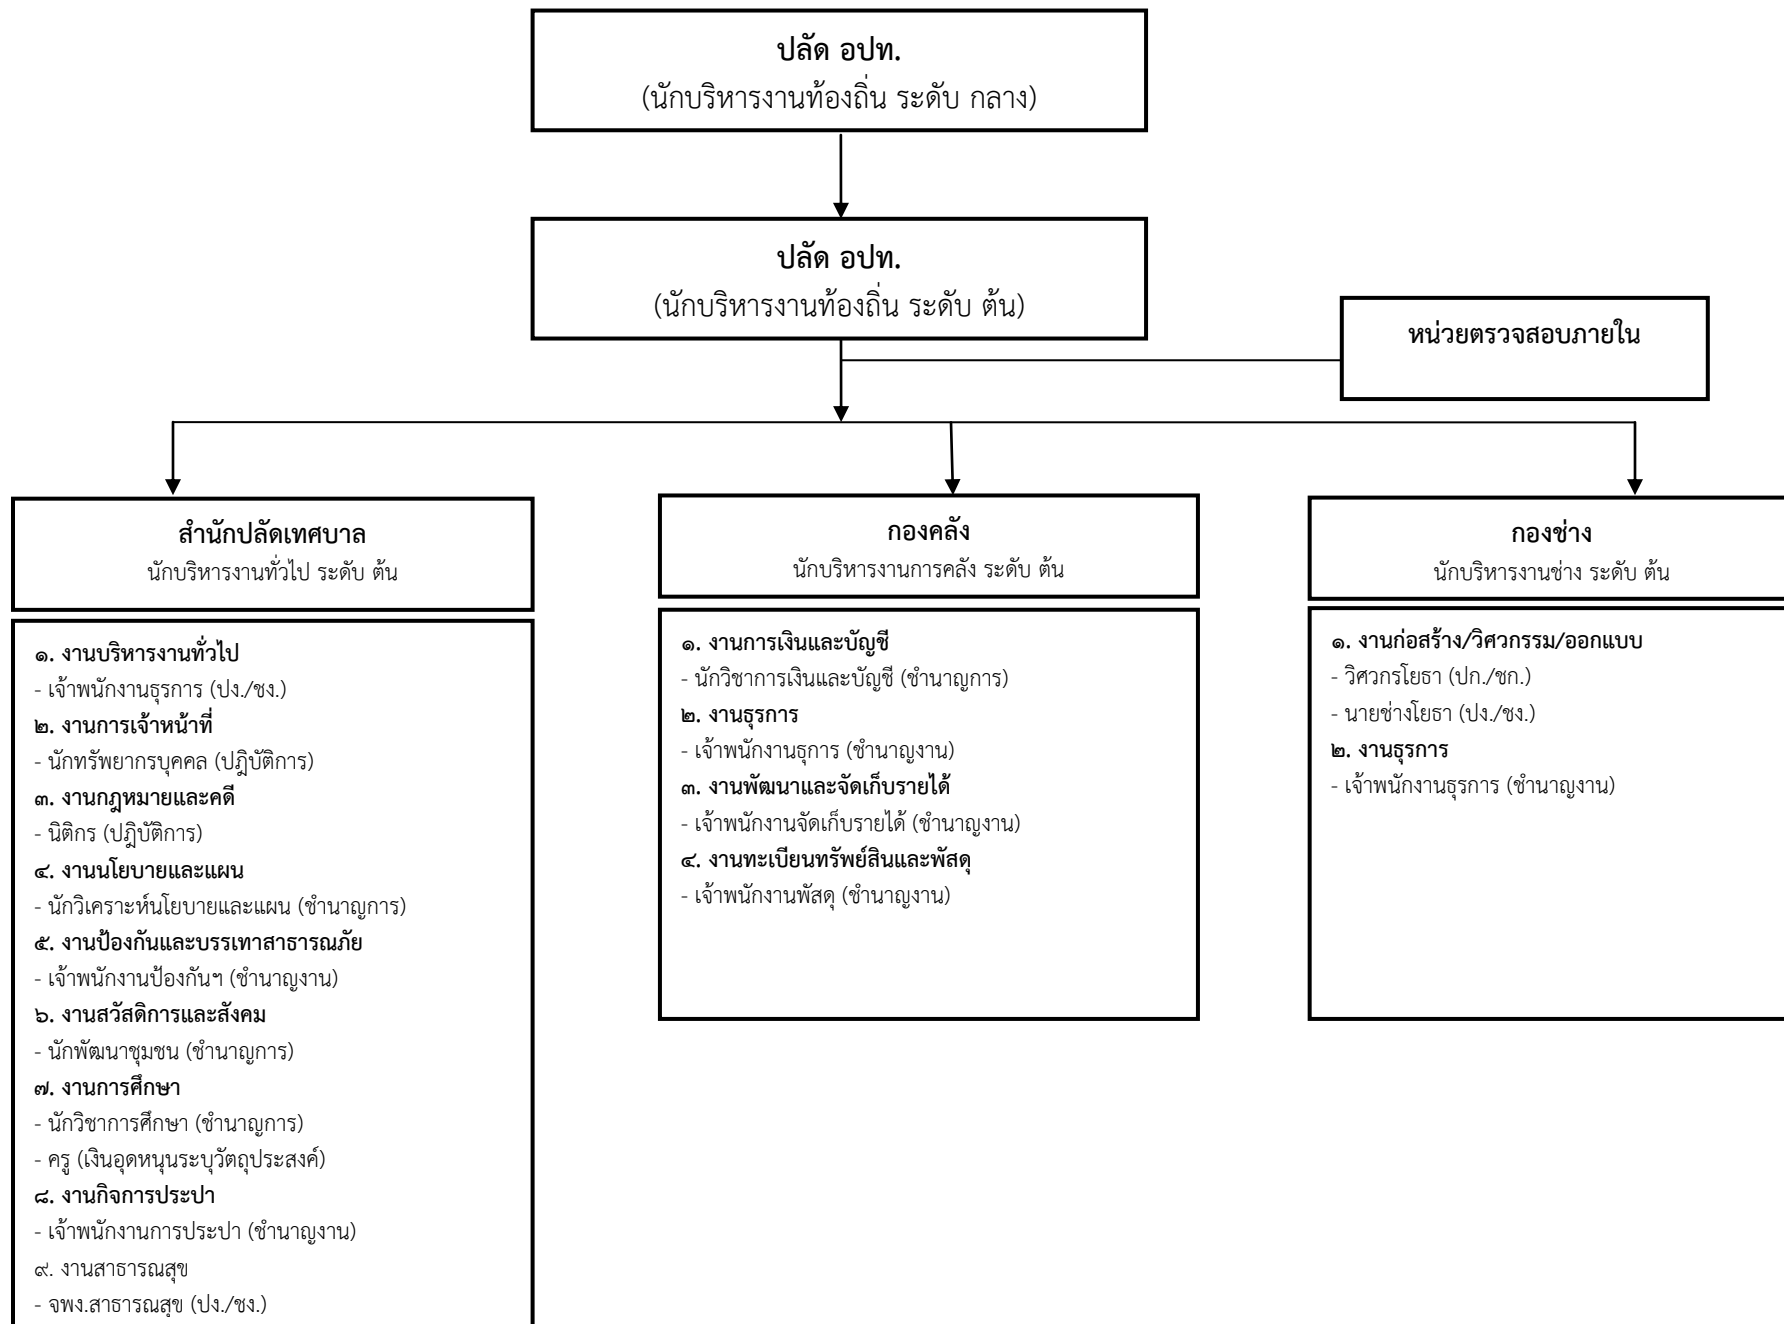 ปลัด อปท.
(นักบริหารงานท้องถิ่น ระดับ กลาง)
ปลัด อปท.
(นักบริหารงานท้องถิ่น ระดับ ต้น)
หน่วยตรวจสอบภายใน
สำนักปลัดเทศบาล
นักบริหารงานทั่วไป ระดับ ต้น
๑. งานบริหารงานทั่วไป
- เจ้าพนักงานธุรการ (ปง./ชง.)
๒. งานการเจ้าหน้าที่
- นักทรัพยากรบุคคล (ปฏิบัติการ)
๓. งานกฎหมายและคดี
- นิติกร (ปฏิบัติการ)
๔. งานนโยบายและแผน
- นักวิเคราะห์นโยบายและแผน (ชำนาญการ)
๕. งานป้องกันและบรรเทาสาธารณภัย
- เจ้าพนักงานป้องกันฯ (ชำนาญงาน)
๖. งานสวัสดิการและสังคม
- นักพัฒนาชุมชน (ชำนาญการ)
๗. งานการศึกษา
- นักวิชาการศึกษา (ชำนาญการ)
- ครู (เงินอุดหนุนระบุวัตถุประสงค์)
๘. งานกิจการประปา
- เจ้าพนักงานการประปา (ชำนาญงาน)
๙. งานสาธารณสุข
- จพง.สาธารณสุข (ปง./ชง.)
กองคลัง
นักบริหารงานการคลัง ระดับ ต้น
๑. งานการเงินและบัญชี
- นักวิชาการเงินและบัญชี (ชำนาญการ)
๒. งานธุรการ
- เจ้าพนักงานธุการ (ชำนาญงาน)
๓. งานพัฒนาและจัดเก็บรายได้
- เจ้าพนักงานจัดเก็บรายได้ (ชำนาญงาน)
๔. งานทะเบียนทรัพย์สินและพัสดุ
- เจ้าพนักงานพัสดุ (ชำนาญงาน)
กองช่าง
นักบริหารงานช่าง ระดับ ต้น
๑. งานก่อสร้าง/วิศวกรรม/ออกแบบ
- วิศวกรโยธา (ปก./ชก.)
- นายช่างโยธา (ปง./ชง.)
๒. งานธุรการ
- เจ้าพนักงานธุรการ (ชำนาญงาน)